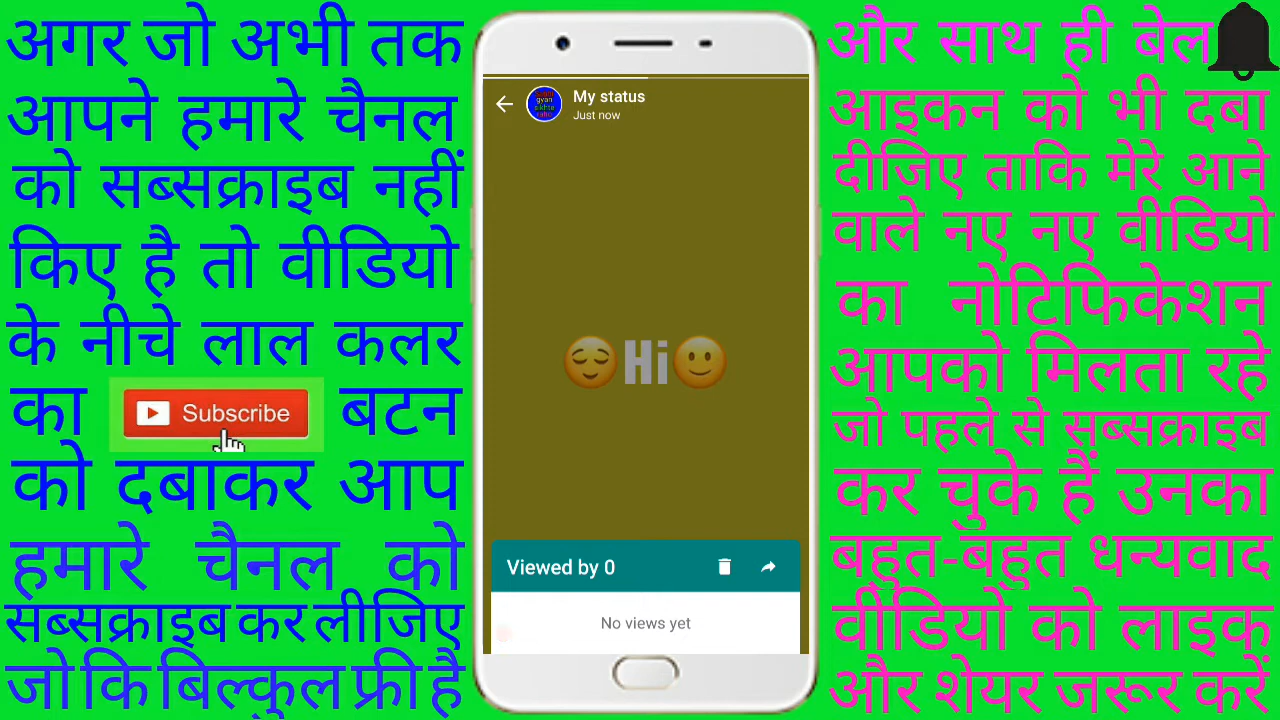 अगर जो अभी तक
आपने हमारे चैनल
को सब्सक्राइब नहीं
किए है तो वीडियो
के नीचे लाल कलर
का Subscribe बटन
को दबाकर आप
हमारे चैनल को
सब्सक्राइब कर लीजिए
जो कि बिल्कुल फ्री है
My status
Just now
😌Hi🙂
Viewed by 0
No views yet
और साथ ही बेल
आइकन को भी दबा
दीजिए ताकि मेरे आने
वाले नए नए वीडियो
का नोटिफिकेशन
आपको मिलता रहे
जो पहले से सब्सक्राइब
कर चुके हैं उनका
बहुत-बहुत धन्यवाद
वीडियो को लाइक
और शेयर जरूर करें